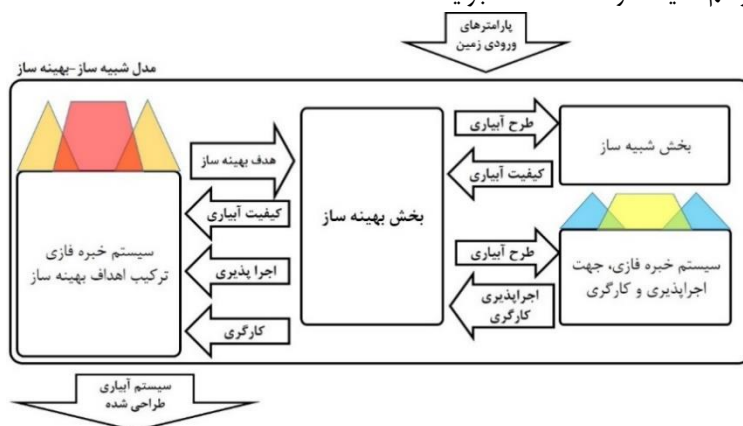 پارامترهای
ورودی زمین
مدل شبیه ساز-بهینه ساز
هدف بهینه ساز
کیفیت آبیاری
اجرا پذیری
کارگری
سیستم خبره فازی
ترکیب اهداف بهینه ساز
بخش بهینه ساز
طرح آبیاری
کیفیت آبیاری
بخش شبیه ساز
طرح آبیاری
اجراپذیری
کارگری
سیستم خبره فازی، جهت
اجراپذیری و کارگری
سیستم آبیاری
طراحی شده